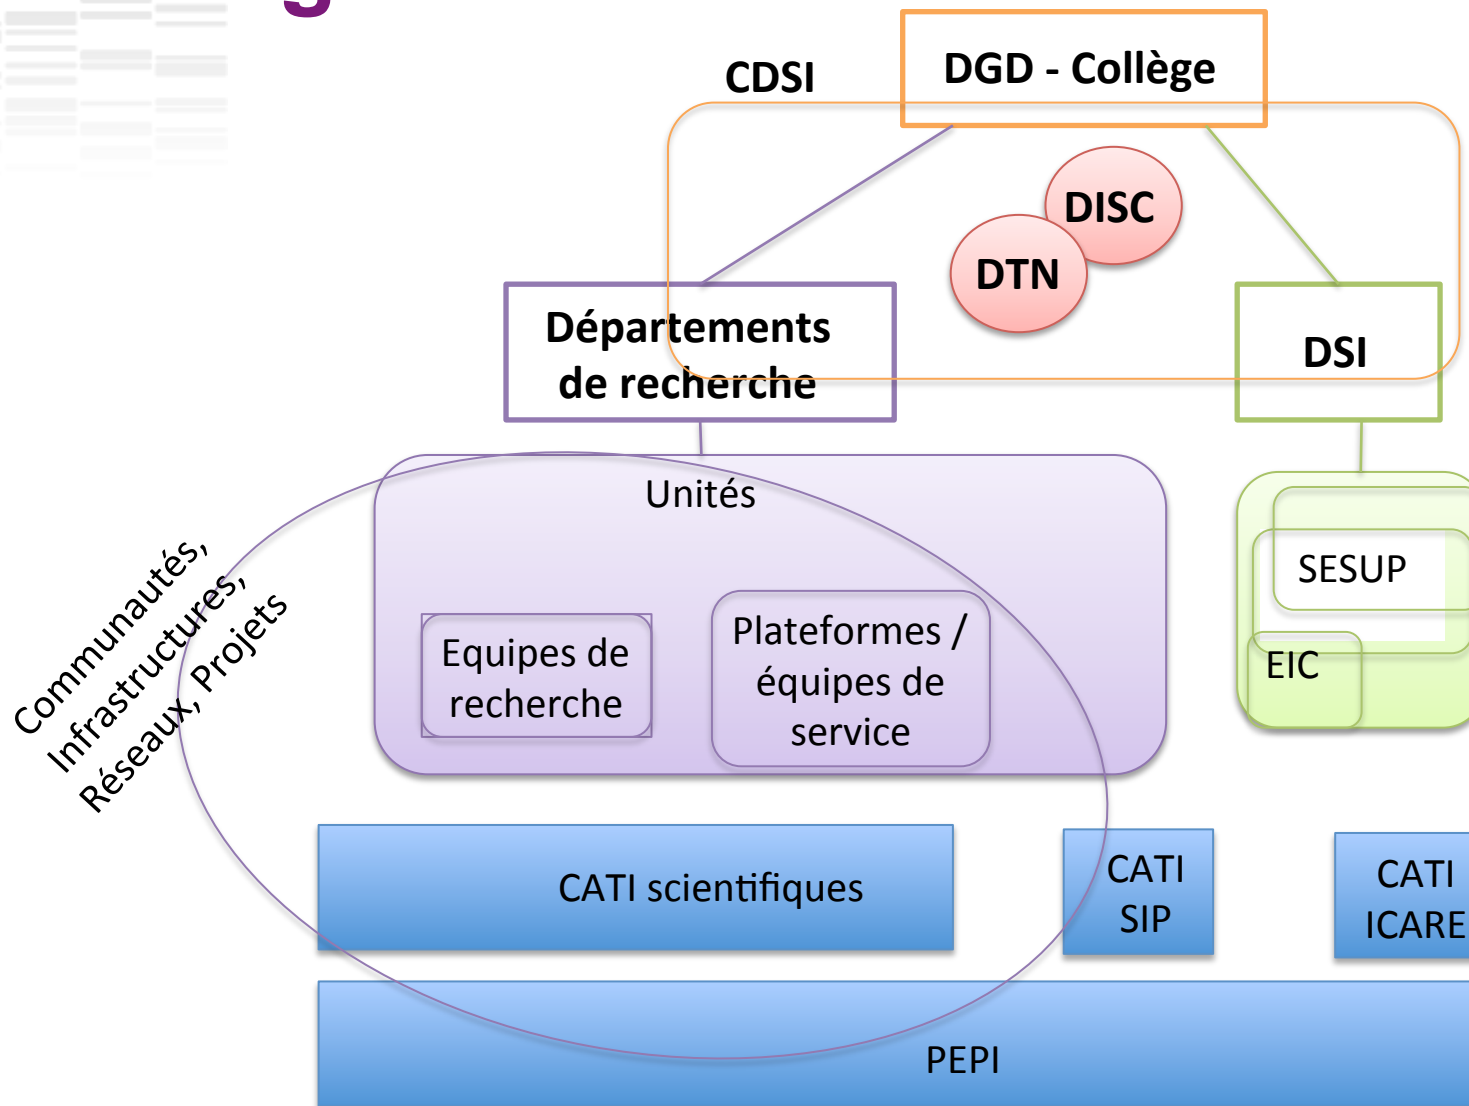 g
CDSI
DGD - Collège
DISC
DTN
Départements
de recherche
DSI
Unités
Communautés,
Infrastructures,
Réseaux, Projets
Equipes de
recherche
Plateformes /
équipes de
service
SESUP
EIC
CATI scientifiques
CATI
SIP
CATI
ICARE
PEPI